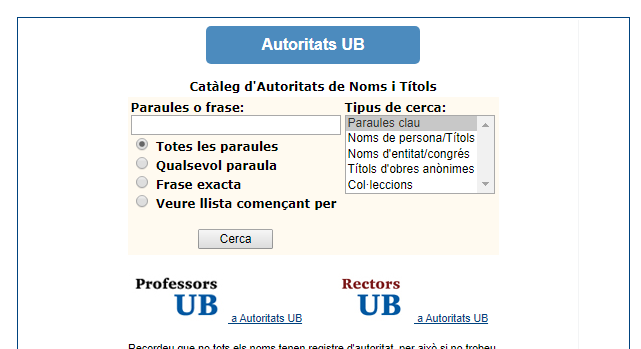 Autoritats UB
Catàleg d'Autoritats de Noms i Títols
Paraules o frase:
Totes les paraules
Qualsevol paraula
Frase exacta
Veure llista començant per
Cerca
Tipus de cerca:
Paraules clau
Noms de persona/Títols
Noms d'entitat/congrés
Títols d'obres anònimes
Col·leccions
Professors
UB a Autoritats UB
Rectors
UB a Autoritats UB
Recordeu que no tots els noms tenen registre d'autoritat, per això si no trobeu